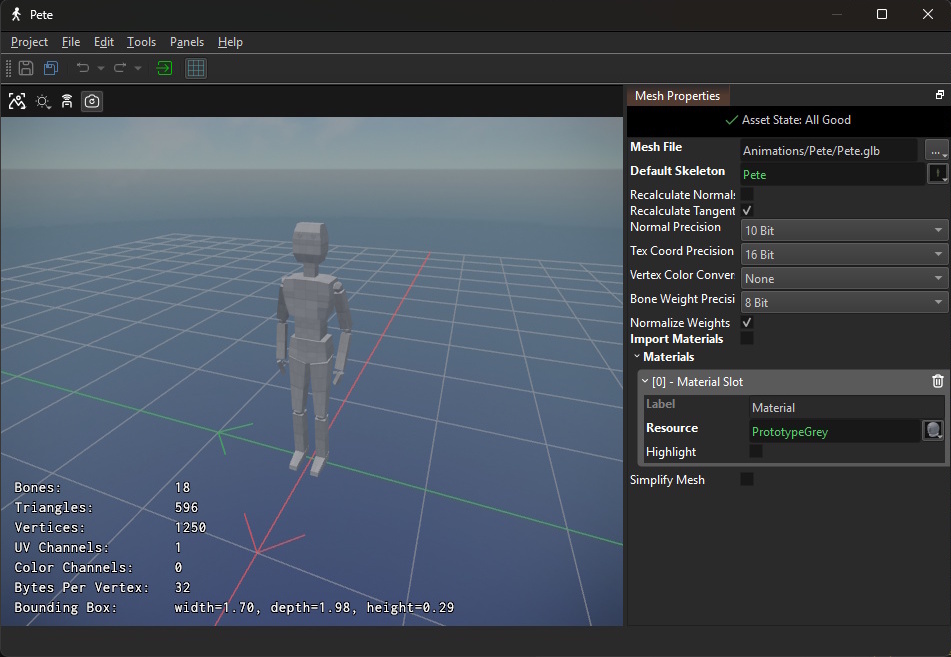 Pete
Project File Edit Tools Panels Help
Mesh Properties
Asset State: All Good
Mesh File Animations/Pete/Pete.glb ...
Default Skeleton Pete
Recalculate Normals
Recalculate Tangent
Normal Precision 10 Bit
Tex Coord Precision 16 Bit
Vertex Color Conver None
Bone Weight Precisi 8 Bit
Normalize Weights
Import Materials
Materials
[0] - Material Slot
Label Material
Resource PrototypeGrey
Highlight
Simplify Mesh
Bones: 18
Triangles: 596
Vertices: 1250
UV Channels: 1
Color Channels: 0
Bytes Per Vertex: 32
Bounding Box: width=1.70, depth=1.98, height=0.29